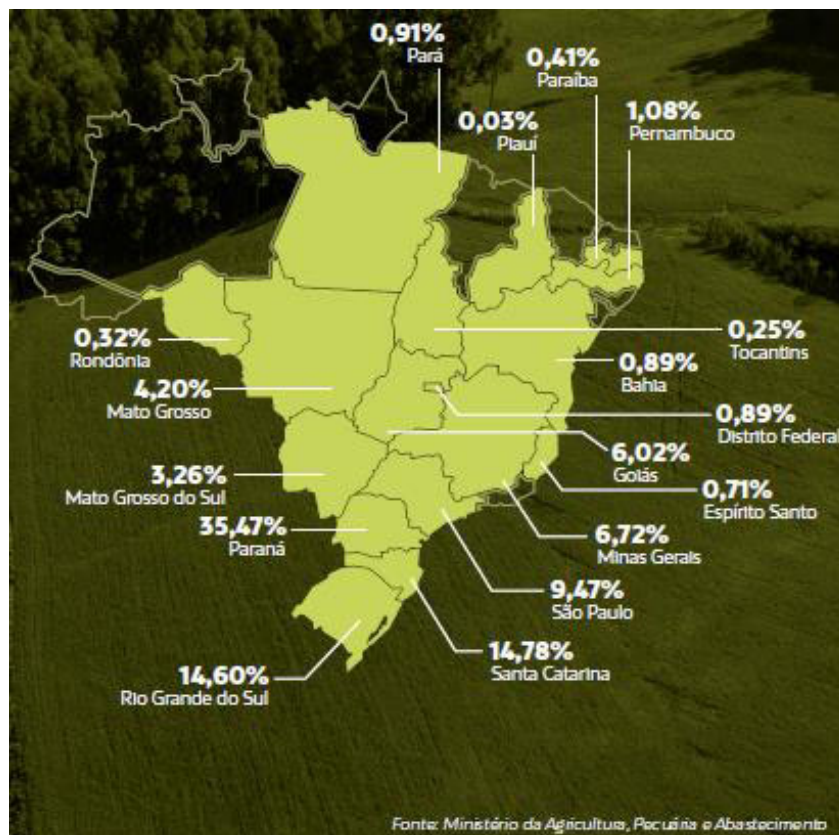 0,91%
Pará
0,41%
Paraíba
0,03%
Piauí
1,08%
Pernambuco
0,32%
Rondônia
0,25%
Tocantins
4,20%
Mato Grosso
0,89%
Bahia
0,89%
Distrito Federal
3,26%
Mato Grosso do Sul
6,02%
Goiás
0,71%
Espírito Santo
35,47%
Paraná
6,72%
Minas Gerais
9,47%
São Paulo
14,60%
Rio Grande do Sul
14,78%
Santa Catarina
Fonte: Ministério da Agricultura, Pecuária e Abastecimento